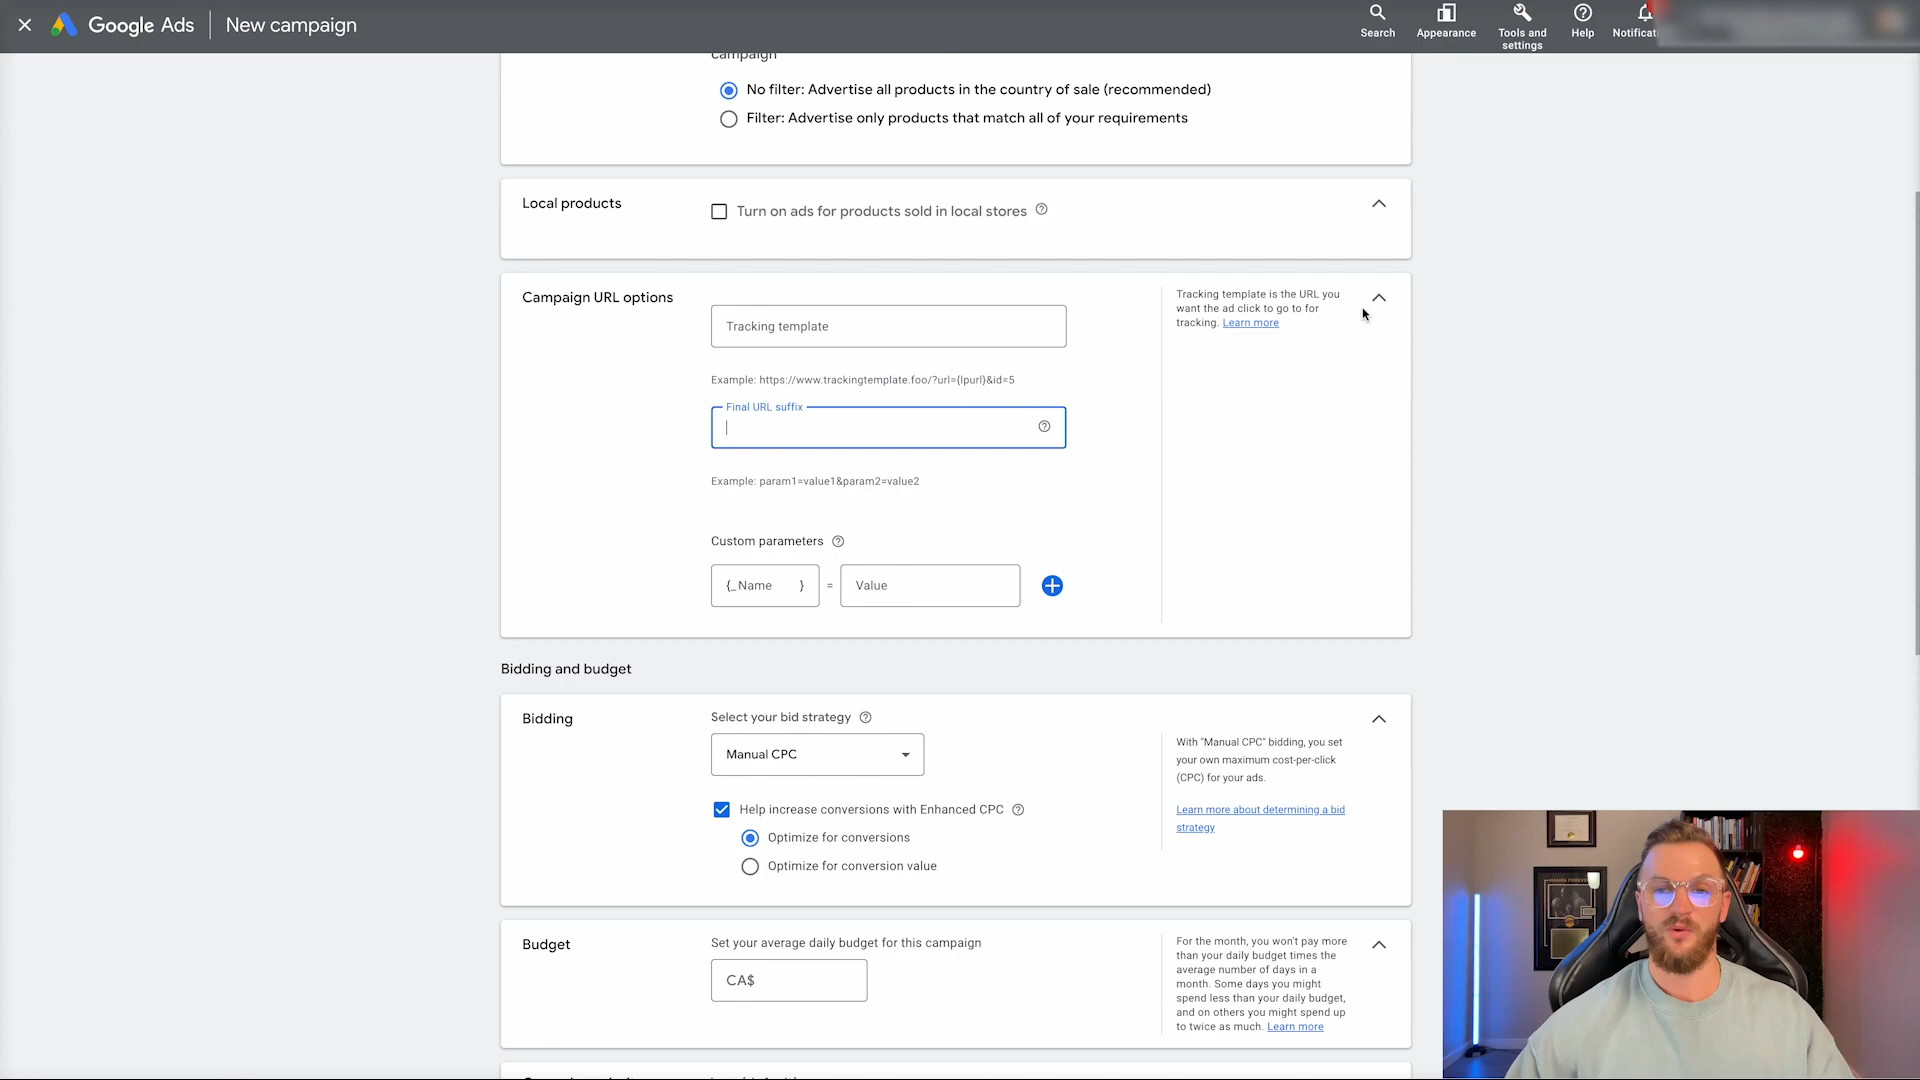 Google Ads
New campaign
Search
Appearance
Tools and
settings
Help
Notificat
campaign
No filter: Advertise all products in the country of sale (recommended)
Filter: Advertise only products that match all of your requirements
Local products
Turn on ads for products sold in local stores
Campaign URL options
Tracking template
Example: https://www.trackingtemplate.foo/?url={lpurl}&id=5
Final URL suffix
Example: param1=value1&param2=value2
Custom parameters
{_Name } = Value
Tracking template is the URL you
want the ad click to go to for
tracking. Learn more
Bidding and budget
Bidding
Select your bid strategy
Manual CPC
Help increase conversions with Enhanced CPC
Optimize for conversions
Optimize for conversion value
With "Manual CPC" bidding, you set
your own maximum cost-per-click
(CPC) for your ads.
Learn more about determining a bid
strategy
Budget
Set your average daily budget for this campaign
CA$
For the month, you won't pay more
than your daily budget times the
average number of days in a
month. Some days you might
spend less than your daily budget,
and on others you might spend up
to twice as much. Learn more